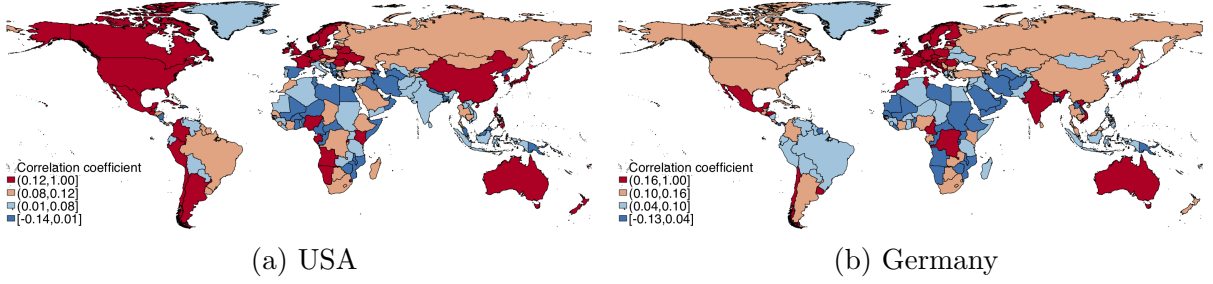 Correlation coefficient
(0.12,1.00]
(0.08,0.12]
(0.01,0.08]
[-0.14,0.01]
(a) USA
Correlation coefficient
(0.16,1.00]
(0.10,0.16]
(0.04,0.10]
[-0.13,0.04]
(b) Germany